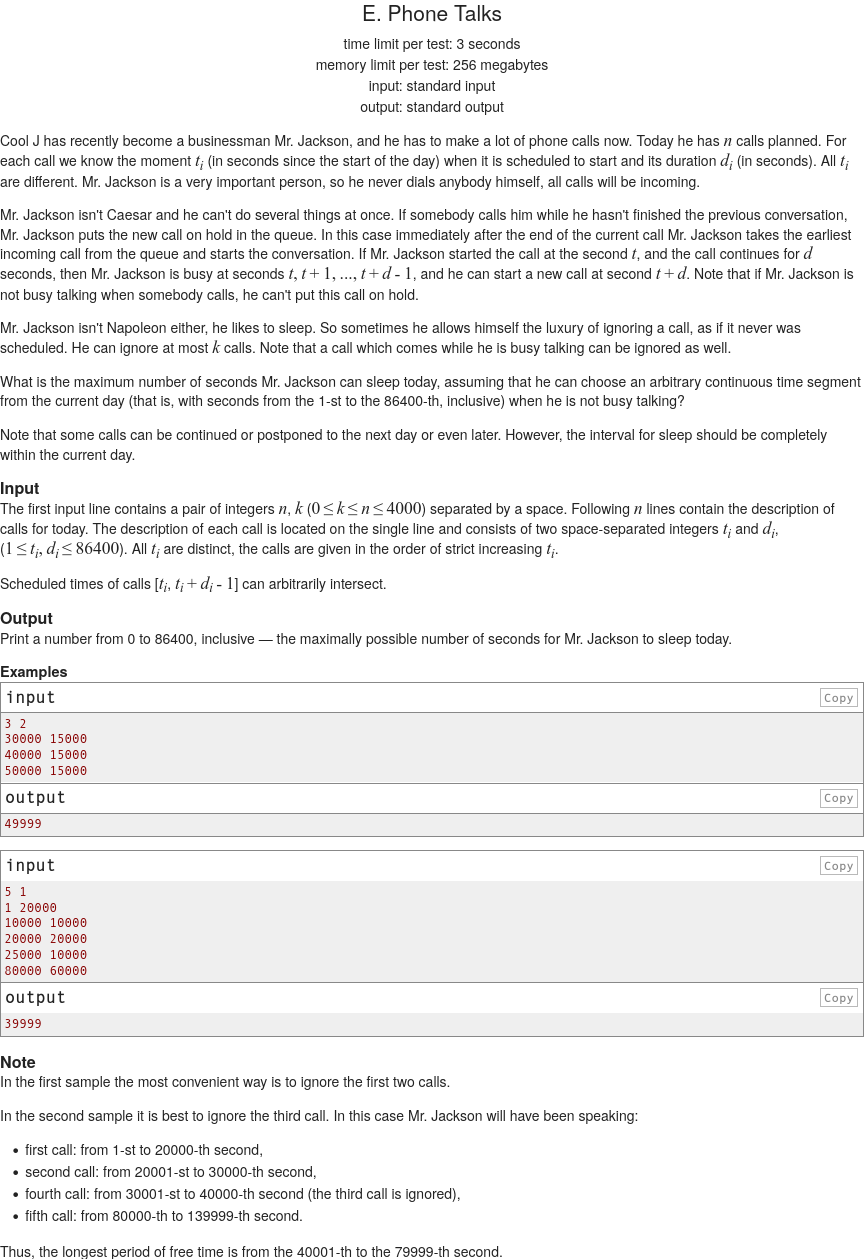 E. Phone Talks
time limit per test: 3 seconds
memory limit per test: 256 megabytes
input: standard input
output: standard output
Cool J has recently become a businessman Mr. Jackson, and he has to make a lot of phone calls now. Today he has n calls planned. For
each call we know the moment ti (in seconds since the start of the day) when it is scheduled to start and its duration di (in seconds). All ti
are different. Mr. Jackson is a very important person, so he never dials anybody himself, all calls will be incoming.
Mr. Jackson isn't Caesar and he can't do several things at once. If somebody calls him while he hasn't finished the previous conversation,
Mr. Jackson puts the new call on hold in the queue. In this case immediately after the end of the current call Mr. Jackson takes the earliest
incoming call from the queue and starts the conversation. If Mr. Jackson started the call at the second t, and the call continues for d
seconds, then Mr. Jackson is busy at seconds t, t + 1, ..., t + d - 1, and he can start a new call at second t + d. Note that if Mr. Jackson is
not busy talking when somebody calls, he can't put this call on hold.
Mr. Jackson isn't Napoleon either, he likes to sleep. So sometimes he allows himself the luxury of ignoring a call, as if it never was
scheduled. He can ignore at most k calls. Note that a call which comes while he is busy talking can be ignored as well.
What is the maximum number of seconds Mr. Jackson can sleep today, assuming that he can choose an arbitrary continuous time segment
from the current day (that is, with seconds from the 1-st to the 86400-th, inclusive) when he is not busy talking?
Note that some calls can be continued or postponed to the next day or even later. However, the interval for sleep should be completely
within the current day.
Input
The first input line contains a pair of integers n, k (0 ≤ k ≤ n ≤ 4000) separated by a space. Following n lines contain the description of
calls for today. The description of each call is located on the single line and consists of two space-separated integers ti and di,
(1 ≤ ti, di ≤ 86400). All ti are distinct, the calls are given in the order of strict increasing ti.
Scheduled times of calls [ti, ti + di - 1] can arbitrarily intersect.
Output
Print a number from 0 to 86400, inclusive — the maximally possible number of seconds for Mr. Jackson to sleep today.
Examples
input Copy
3 2
30000 15000
40000 15000
50000 15000
output Copy
49999
input Copy
5 1
1 20000
10000 10000
20000 20000
25000 10000
80000 60000
output Copy
39999
Note
In the first sample the most convenient way is to ignore the first two calls.
In the second sample it is best to ignore the third call. In this case Mr. Jackson will have been speaking:
• first call: from 1-st to 20000-th second,
• second call: from 20001-st to 30000-th second,
• fourth call: from 30001-st to 40000-th second (the third call is ignored),
• fifth call: from 80000-th to 139999-th second.
Thus, the longest period of free time is from the 40001-th to the 79999-th second.